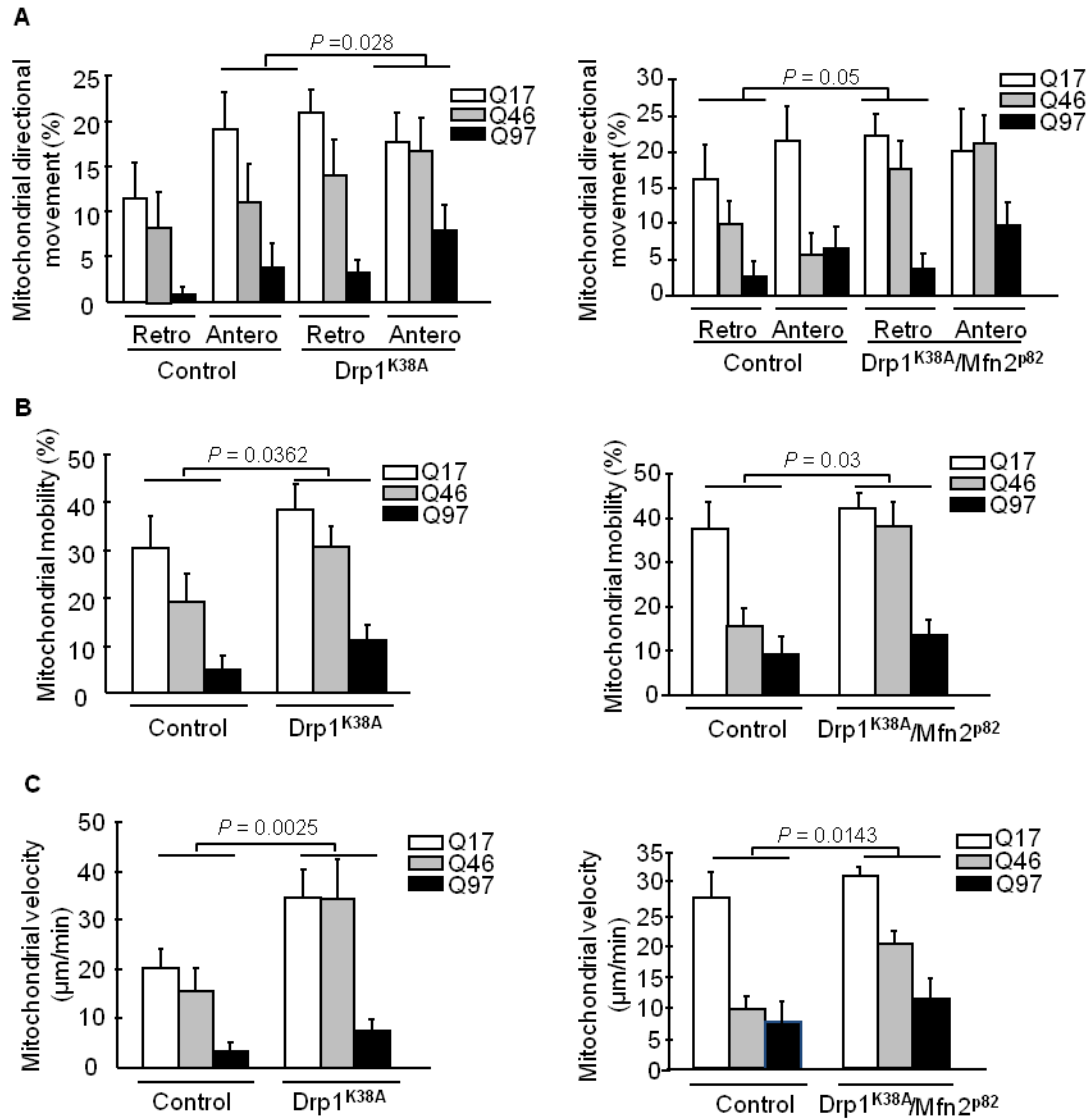 A
P =0.028
Mitochondrial directional
movement (%)
25
20
15
10
5
0
Q17
Q46
Q97
Retro Antero Retro Antero
Control Drp1K38A
P = 0.05
Mitochondrial directional
movement (%)
30
25
20
15
10
5
0
Q17
Q46
Q97
Retro Antero Retro Antero
Control Drp1K38A/Mfn2p82
B
P = 0.0362
Mitochondrial mobility (%)
50
40
30
20
10
0
Q17
Q46
Q97
Control Drp1K38A
P = 0.03
Mitochondrial mobility (%)
50
40
30
20
10
0
Q17
Q46
Q97
Control Drp1K38A/Mfn2p82
C
P = 0.0025
Mitochondrial velocity
(µm/min)
50
40
30
20
10
0
Q17
Q46
Q97
Control Drp1K38A
P = 0.0143
Mitochondrial velocity
(µm/min)
35
30
25
20
15
10
5
0
Q17
Q46
Q97
Control Drp1K38A/Mfn2p82